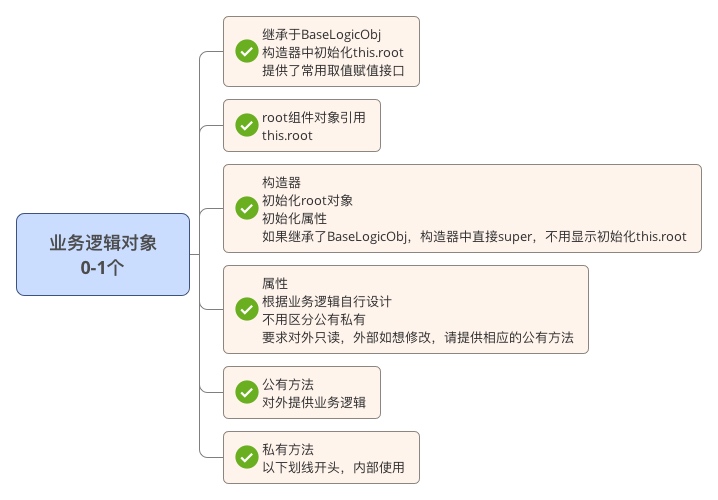 业务逻辑对象
0-1个
继承于BaseLogicObj
构造器中初始化this.root
提供了常用取值赋值接口
root组件对象引用
this.root
构造器
初始化root对象
初始化属性
如果继承了BaseLogicObj，构造器中直接super，不用显示初始化this.root
属性
根据业务逻辑自行设计
不用区分公有私有
要求对外只读，外部如想修改，请提供相应的公有方法
公有方法
对外提供业务逻辑
私有方法
以下划线开头，内部使用